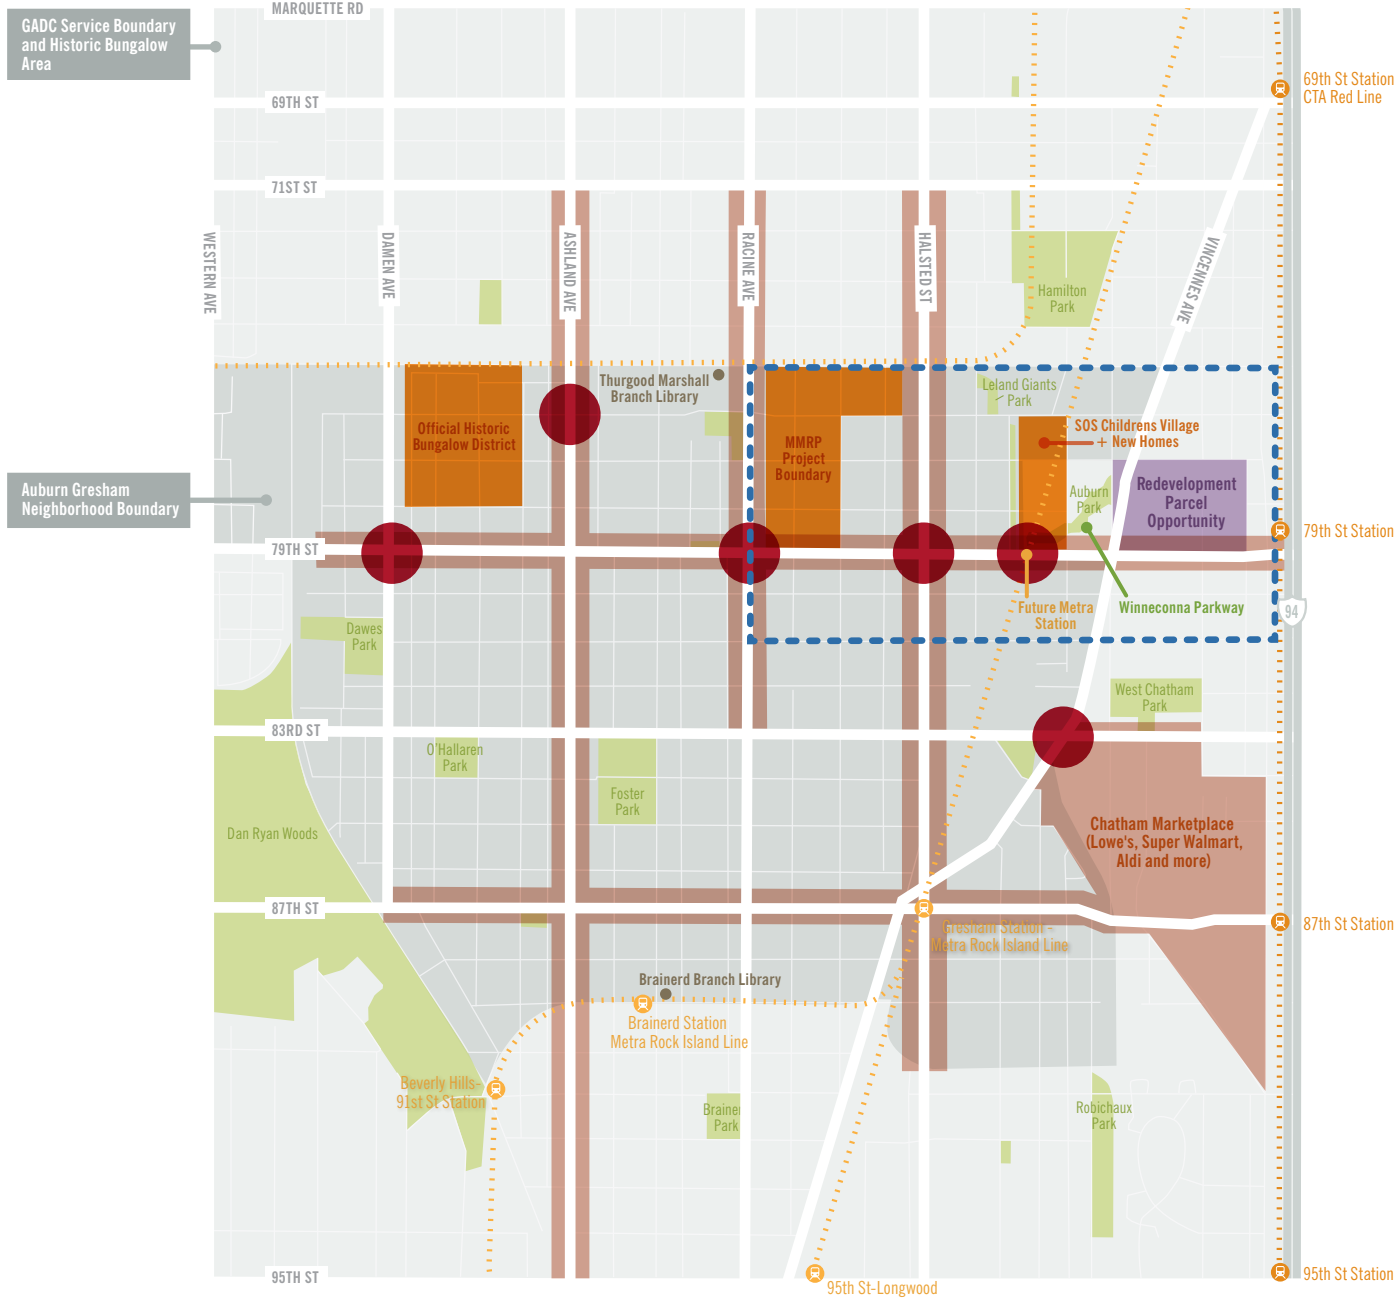 MARQUETTE RD
GADC Service Boundary
and Historic Bungalow
Area
69th St Station
CTA Red Line
69TH ST
71ST ST
WESTERN AVE
DAMEN AVE
ASHLAND AVE
RACINE AVE
HALSTED ST
VINCENNES AVE
Hamilton
Park
Thurgood Marshall
Branch Library
Leland Giants
Park
Official Historic
Bungalow District
MMRP
Project
Boundary
SOS Childrens Village
+ New Homes
Auburn
Park
Redevelopment
Parcel
Opportunity
Auburn Gresham
Neighborhood Boundary
79th St Station
79TH ST
Future Metra
Station
Winneconna Parkway
94
Dawes
Park
West Chatham
Park
83RD ST
O'Hallaren
Park
Foster
Park
Dan Ryan Woods
Chatham Marketplace
(Lowe's, Super Walmart,
Aldi and more)
87TH ST
87th St Station
Gresham Station -
Metra Rock Island Line
Brainerd Branch Library
Brainerd Station
Metra Rock Island Line
Beverly Hills-
91st St Station
Brainer
Park
Robichaux
Park
95TH ST
95th St-Longwood
95th St Station